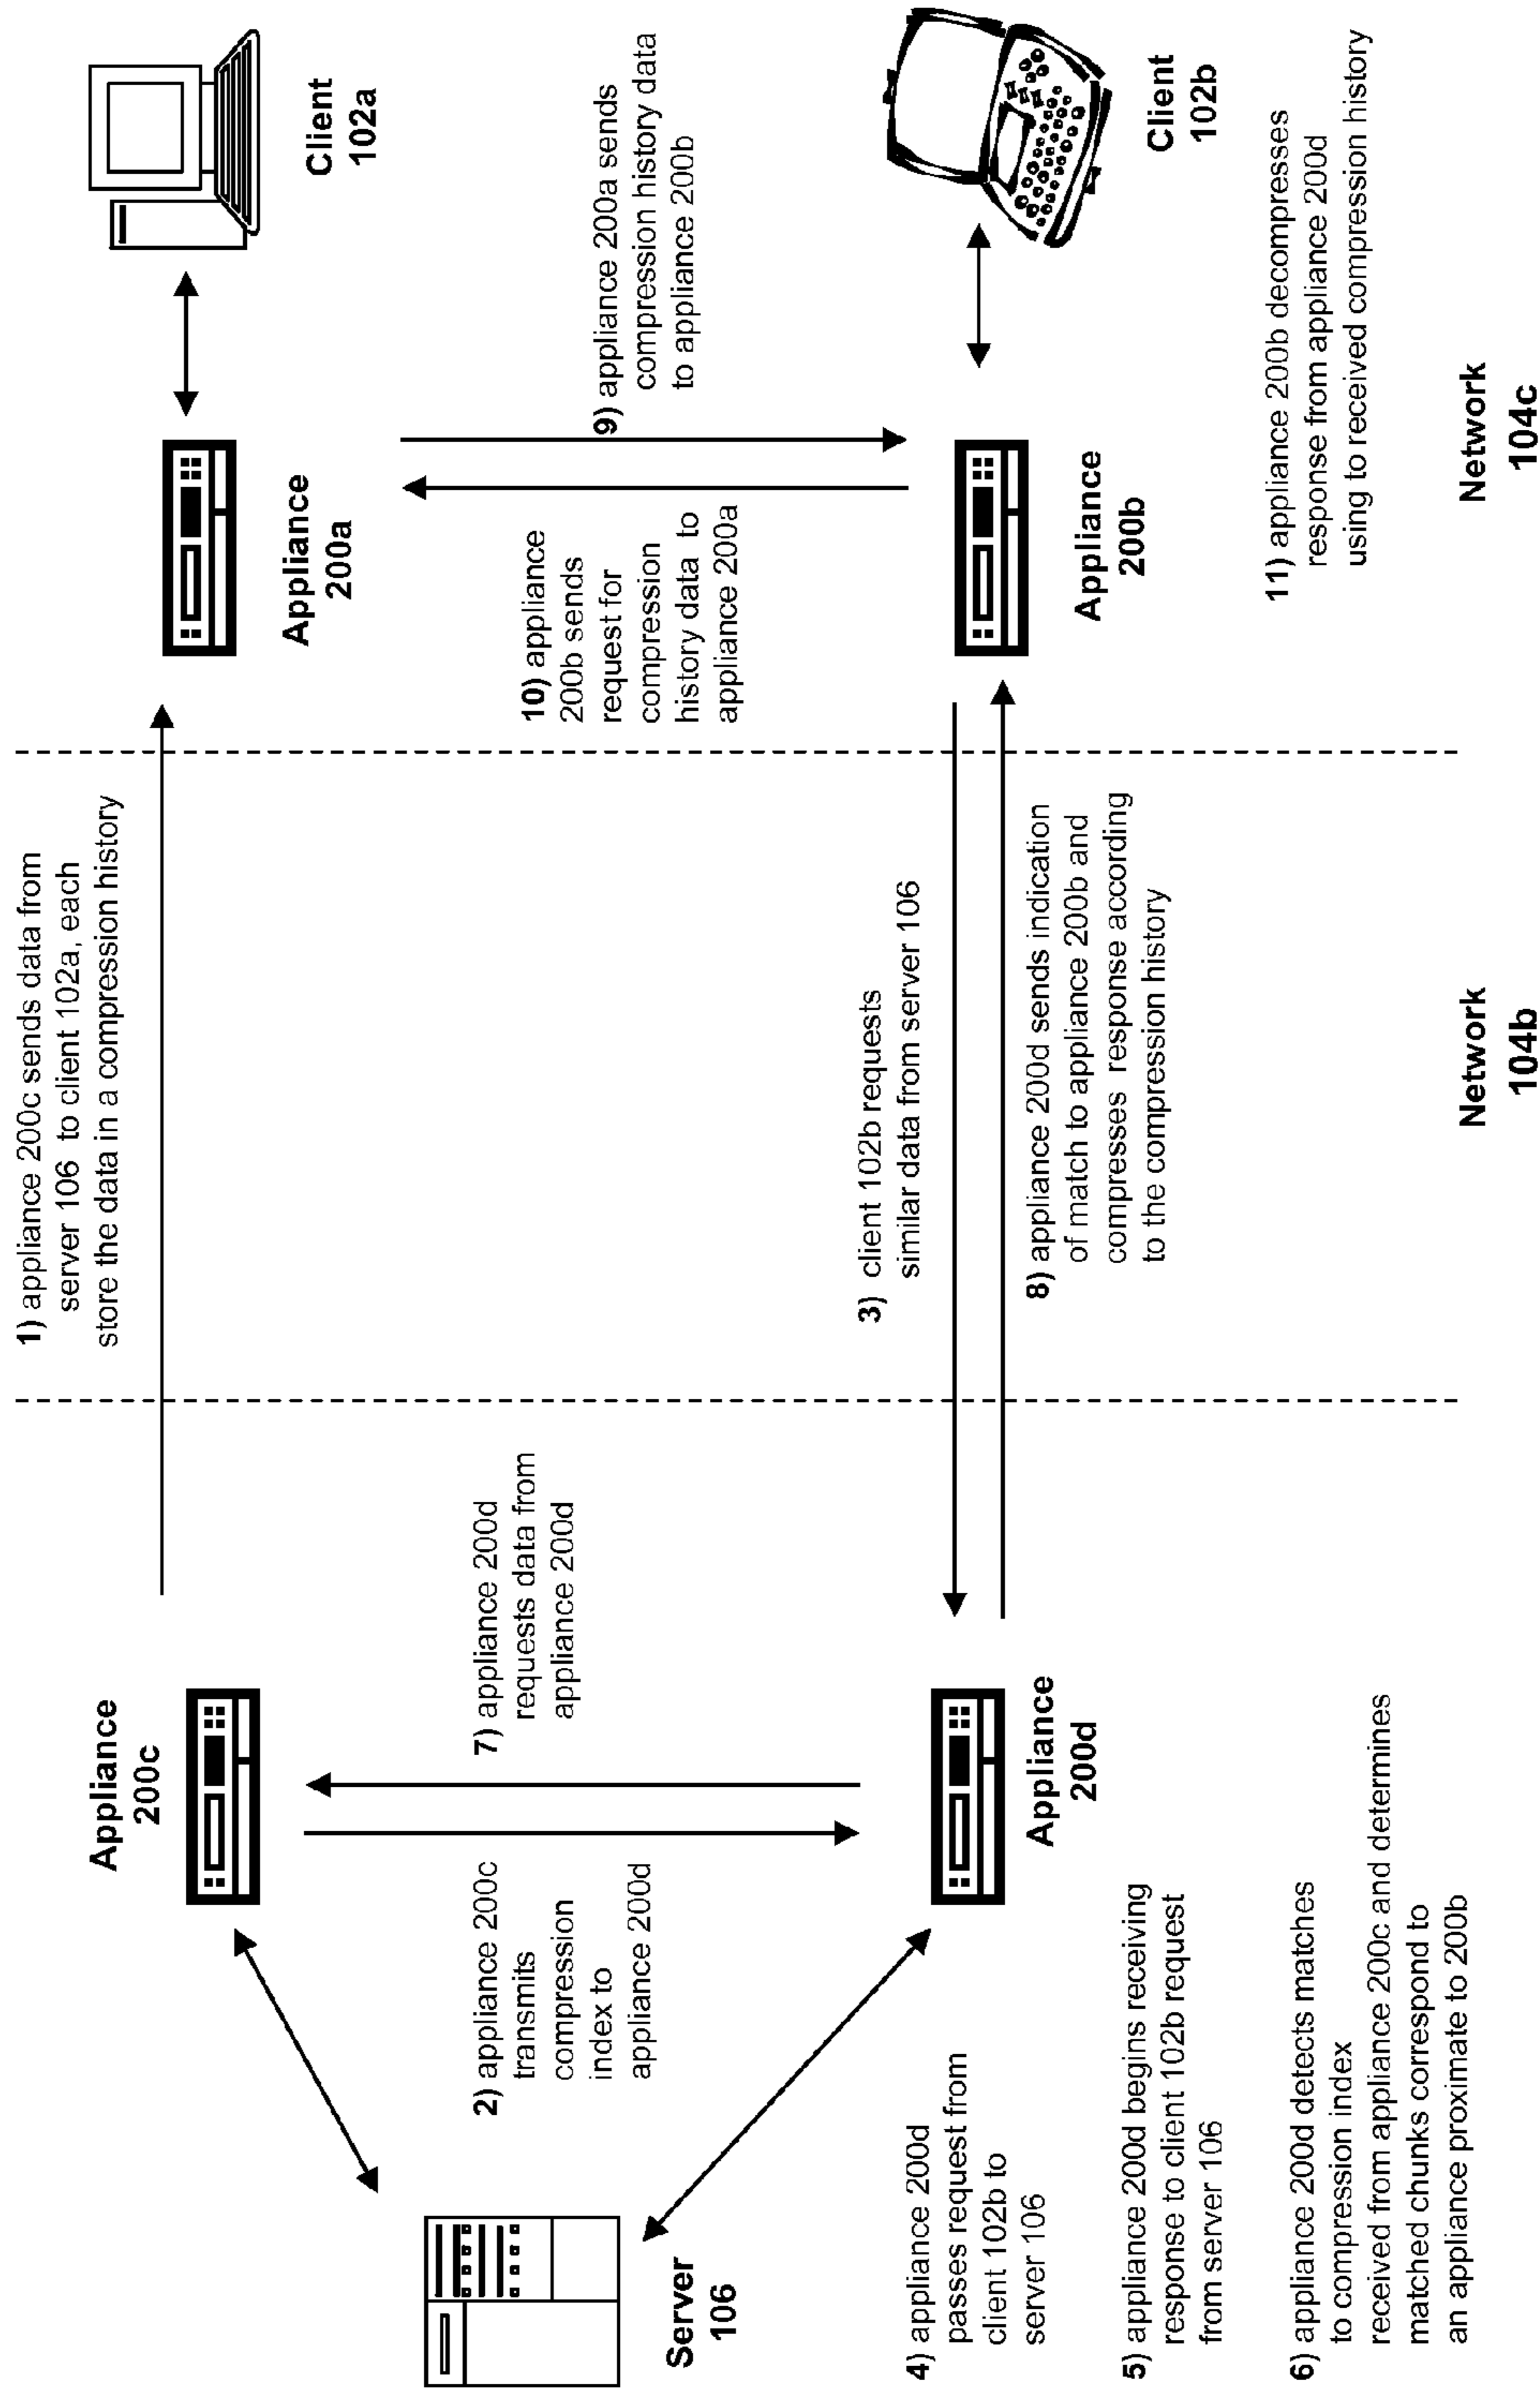 1) appliance 200c sends data from
server 106 to client 102a, each
store the data in a compression history
Appliance
200c
Appliance
200a
Client
102a
2) appliance 200c
transmits
compression
index to
appliance 200d
7) appliance 200d
requests data from
appliance 200d
10) appliance
200b sends
request for
compression
history data to
appliance 200a
9) appliance 200a sends
compression history data
to appliance 200b
Server
106
3) client 102b requests
similar data from server 106
4) appliance 200d
passes request from
client 102b to
server 106
Appliance
200d
8) appliance 200d sends indication
of match to appliance 200b and
compresses response according
to the compression history
Appliance
200b
Client
102b
5) appliance 200d begins receiving
response to client 102b request
from server 106
6) appliance 200d detects matches
to compression index
received from appliance 200c and determines
matched chunks correspond to
an appliance proximate to 200b
11) appliance 200b decompresses
response from appliance 200d
using to received compression history
Network
104b
Network
104c